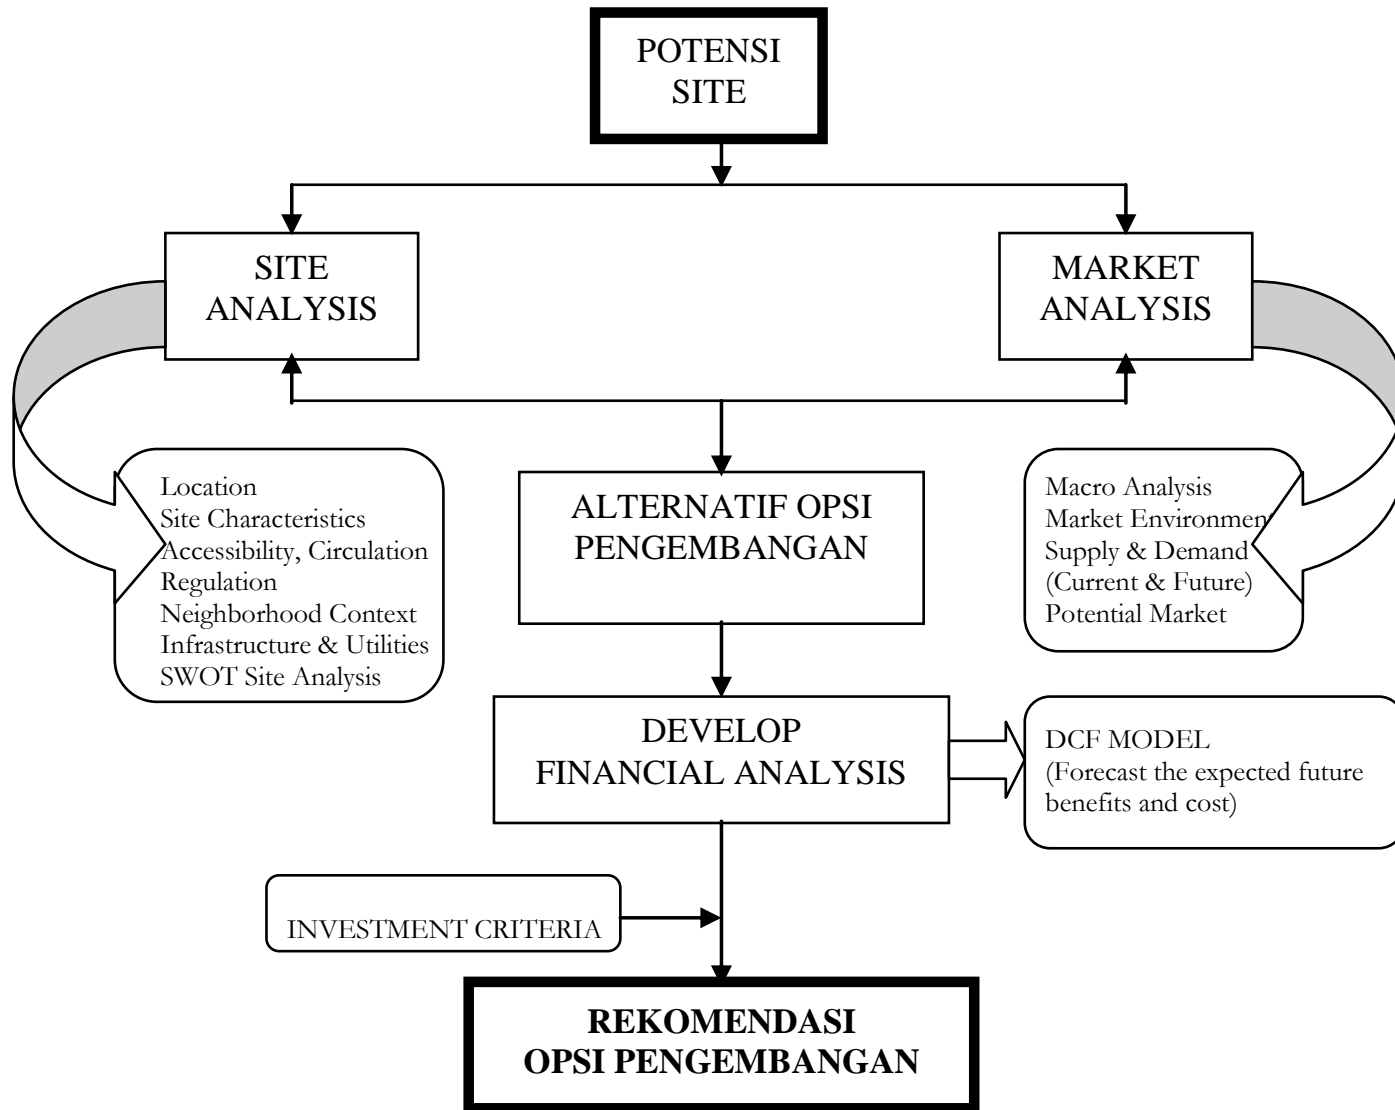 POTENSI
SITE
SITE
ANALYSIS
MARKET
ANALYSIS
Location
Site Characteristics
Accessibility, Circulation
Regulation
Neighborhood Context
Infrastructure & Utilities
SWOT Site Analysis
ALTERNATIF OPSI
PENGEMBANGAN
Macro Analysis
Market Environment
Supply & Demand
(Current & Future)
Potential Market
DEVELOP
FINANCIAL ANALYSIS
DCF MODEL
(Forecast the expected future
benefits and cost)
INVESTMENT CRITERIA
REKOMENDASI
OPSI PENGEMBANGAN